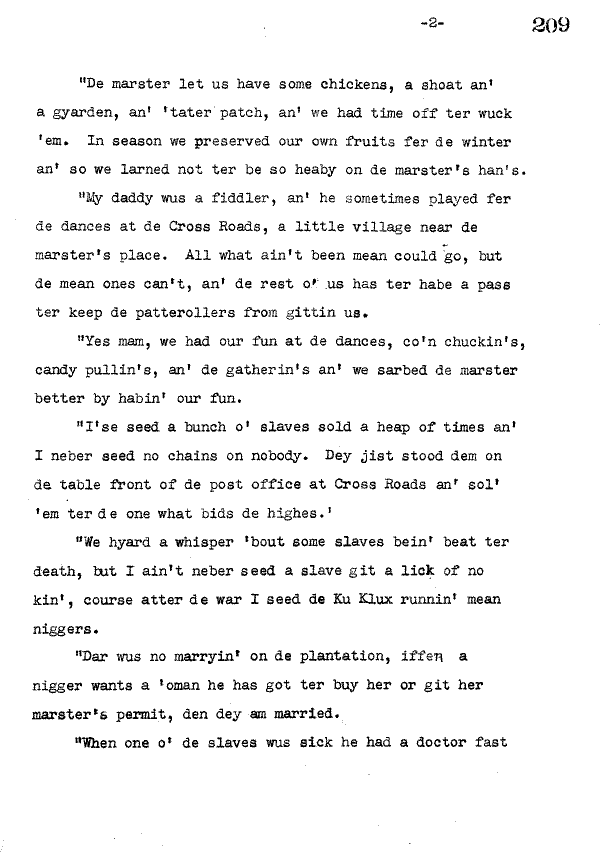 -2- 209
"De marster let us have some chickens, a shoat an'
a gyarden, an' 'tater patch, an' we had time off ter wuck
'em. In season we preserved our own fruits fer de winter
an' so we larned not ter be so heaby on de marster's han's.
"My daddy wus a fiddler, an' he sometimes played fer
de dances at de Cross Roads, a little village near de
marster's place. All what ain't been mean could go, but
de mean ones can't, an' de rest o' us has ter habe a pass
ter keep de patterollers from gittin us.
"Yes mam, we had our fun at de dances, co'n chuckin's,
candy pullin's, an' de gatherin's an' we sarbed de marster
better by habin' our fun.
"I'se seed a bunch o' slaves sold a heap of times an'
I neber seed no chains on nobody. Dey jist stood dem on
de table front of de post office at Cross Roads an' sol'
'em ter de one what bids de highes.'
"We hyard a whisper 'bout some slaves bein' beat ter
death, but I ain't neber seed a slave git a lick of no
kin', course atter de war I seed de Ku Klux runnin' mean
niggers.
"Dar wus no marryin' on de plantation, iffen a
nigger wants a 'oman he has got ter buy her or git her
marster's permit, den dey am married.
"When one o' de slaves wus sick he had a doctor fast